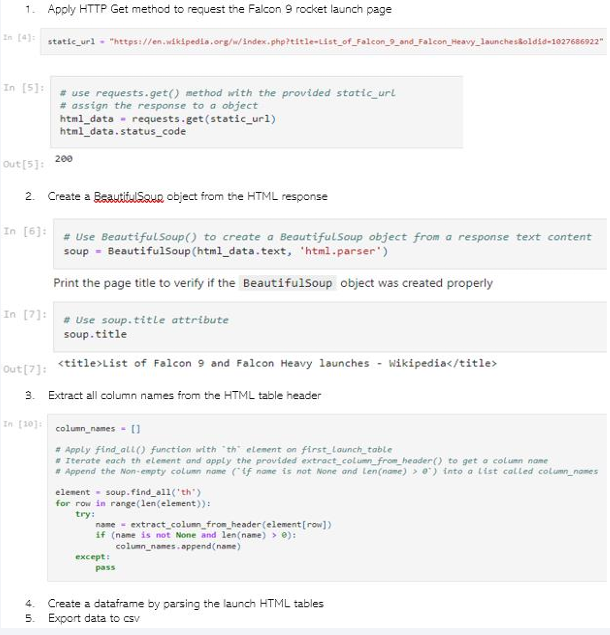 1. Apply HTTP Get method to request the Falcon 9 rocket launch page
In [4]: static_url = "https://en.wikipedia.org/w/index.php?title=List_of_Falcon_9_and_Falcon_Heavy_launches&oldid=1027686922"
In [5]: # use requests.get() method with the provided static_url
# assign the response to a object
html_data = requests.get(static_url)
html_data.status_code
Out[5]: 200
2. Create a BeautifulSoup object from the HTML response
In [6]: # Use BeautifulSoup() to create a BeautifulSoup object from a response text content
soup = BeautifulSoup(html_data.text, 'html.parser')
Print the page title to verify if the BeautifulSoup object was created properly
In [7]: # Use soup.title attribute
soup.title
Out[7]: <title>List of Falcon 9 and Falcon Heavy launches - Wikipedia</title>
3. Extract all column names from the HTML table header
In [10]: column_names = []
# Apply find_all() function with `th` element on first_launch_table
# Iterate each th element and apply the provided extract_column_from_header() to get a column name
# Append the Non-empty column name (`if name is not None and len(name) > 0`) into a list called column_names
element = soup.find_all('th')
for row in range(len(element)):
try:
name = extract_column_from_header(element[row])
if (name is not None and len(name) > 0):
column_names.append(name)
except:
pass
4. Create a dataframe by parsing the launch HTML tables
5. Export data to csv